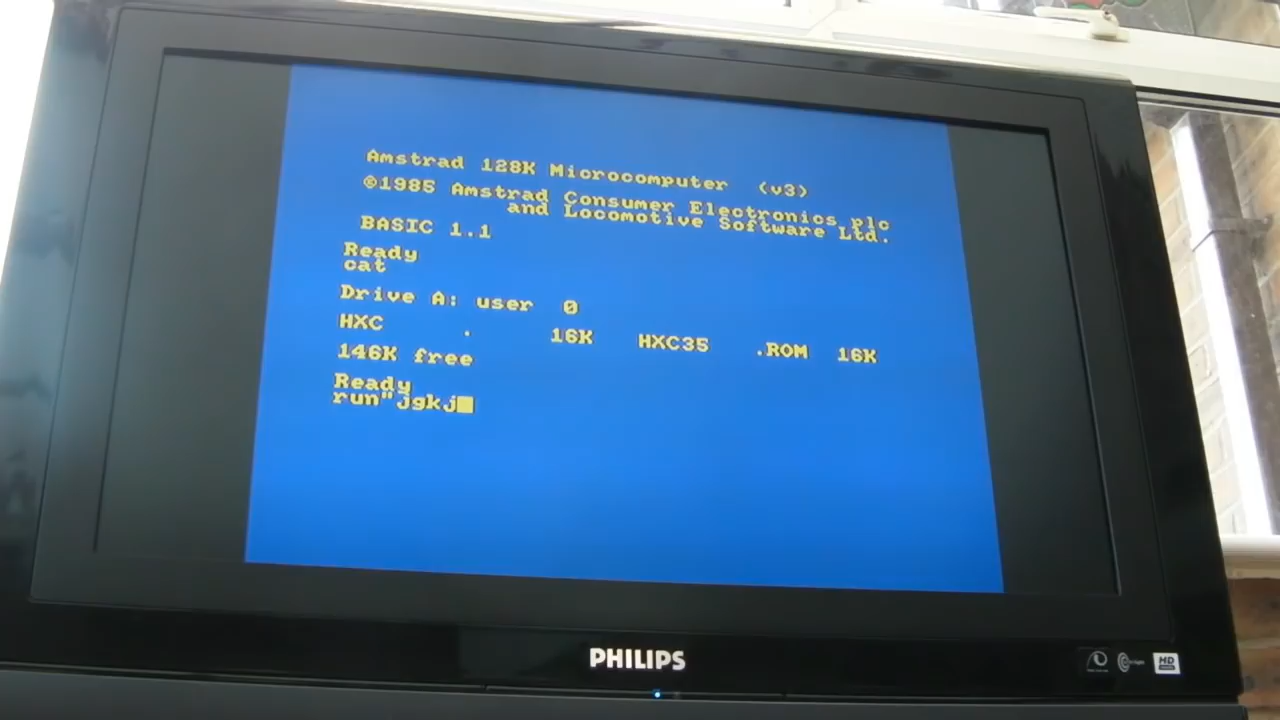 Amstrad 128K Microcomputer (v3)
©1985 Amstrad Consumer Electronics plc
and Locomotive Software Ltd.
BASIC 1.1
Ready
cat
Drive A: user 0
HXC . 16K HXC35 .ROM 16K
146K free
Ready
run"jgkj
PHILIPS
HD